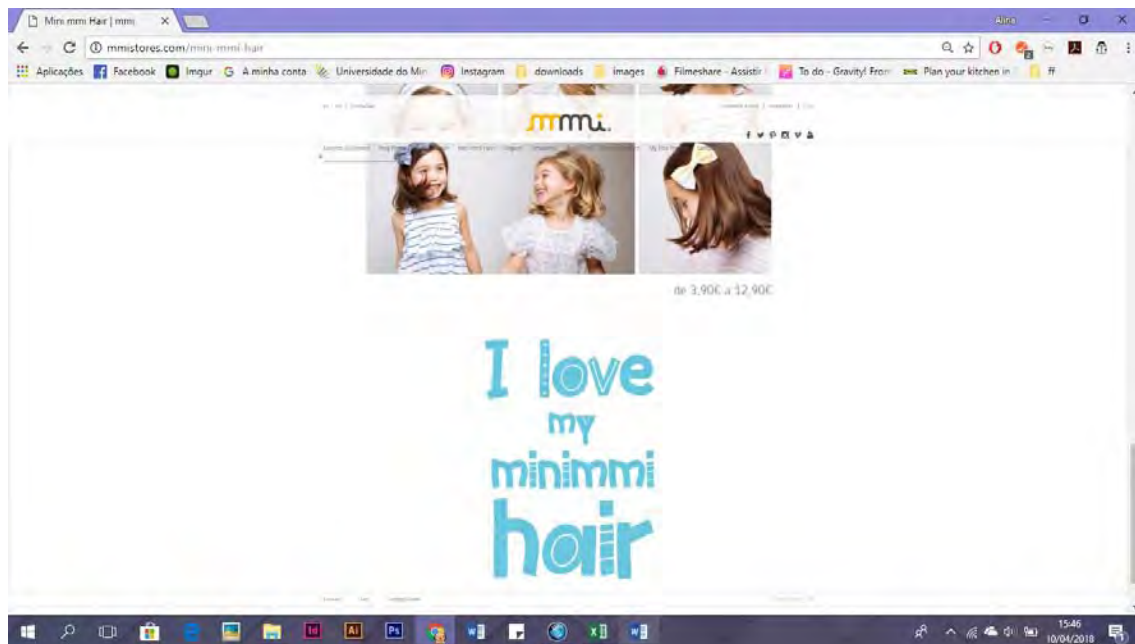 Mini mmi Hair | mmi
Alina
mmistores.com/mini-mmi-hair
Aplicações Facebook Imgur A minha conta Universidade do Min Instagram downloads images Filmeshare - Assistir To do - Gravity! From Plan your kitchen in ff
mmi.
de 3,90€ a 12,90€
I love
my
minimmi
hair
15:46
10/04/2018